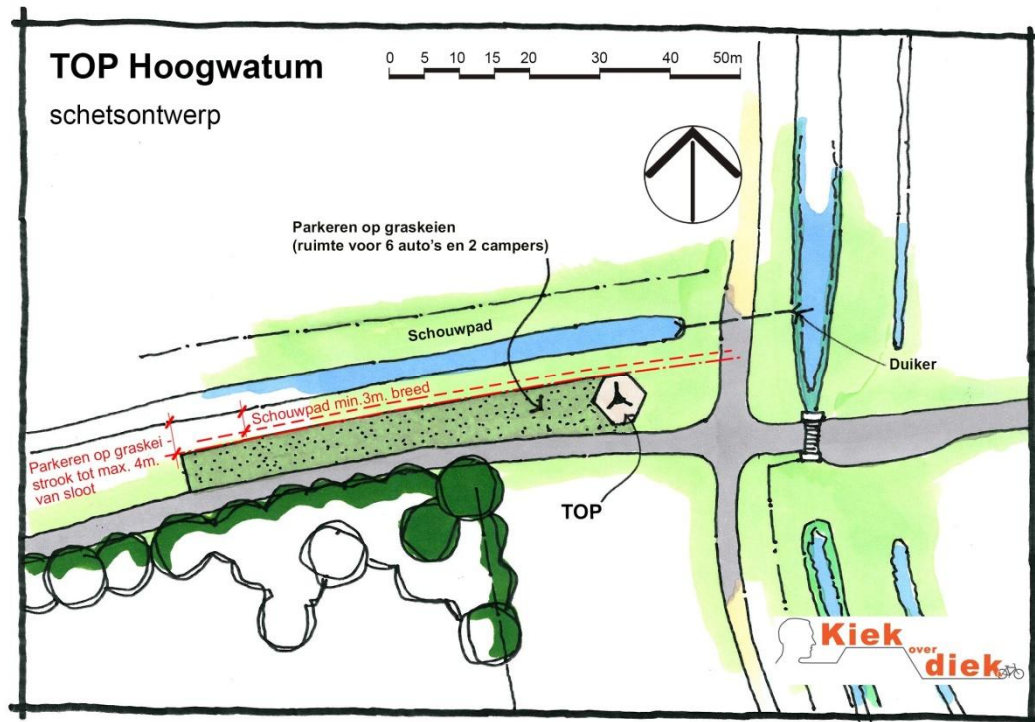 TOP Hoogwatum
schetsontwerp
0 5 10 15 20 30 40 50m
Parkeren op graskeien
(ruimte voor 6 auto's en 2 campers)
Schouwpad
Duiker
Schouwpad min.3m. breed
Parkeren op graskei
strook tot max. 4m.
van sloot
TOP
Kiek
over
diek